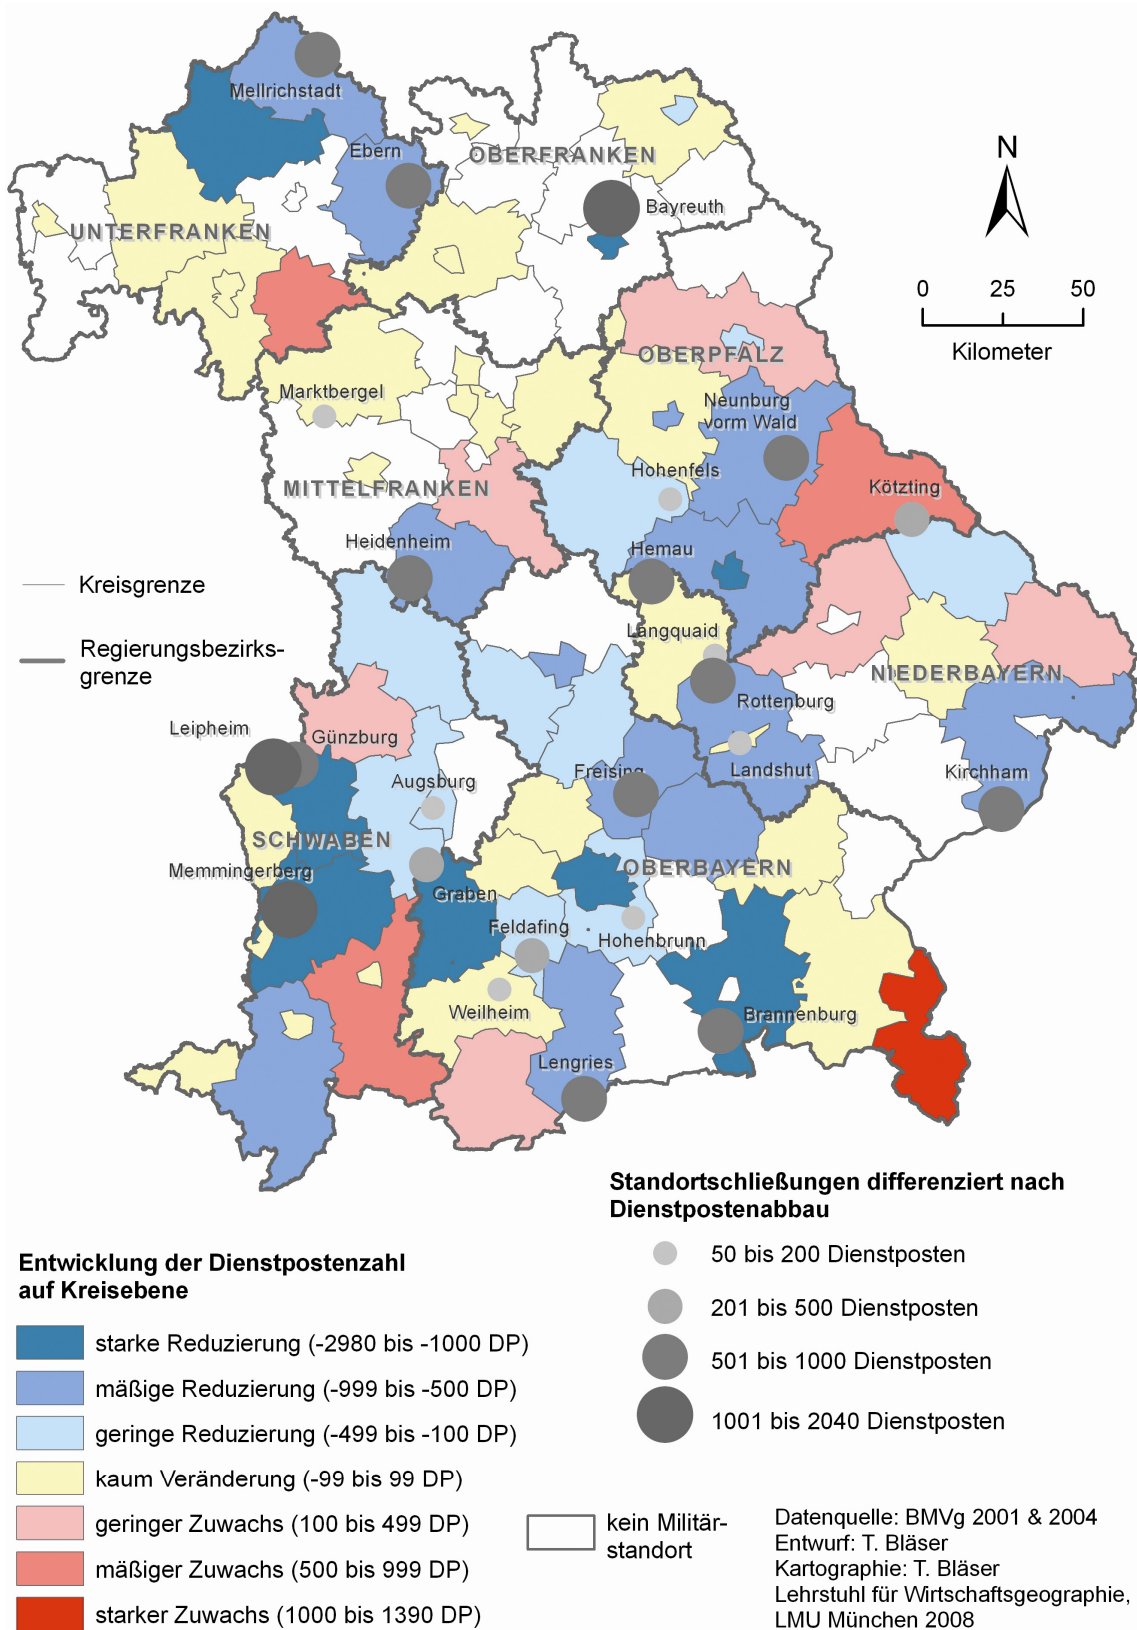 Mellrichstadt
Ebern
OBERFRANKEN
N
Bayreuth
UNTERFRANKEN
0 25 50
Kilometer
OBERPFALZ
Marktbergel
Neunburg
vorm Wald
Hohenfels
Kötzting
MITTELFRANKEN
Heidenheim
Hemau
Kreisgrenze
Langquaid
Regierungsbezirks-
grenze
NIEDERBAYERN
Rottenburg
Leipheim
Günzburg
Augsburg
Freising
Landshut
Kirchham
SCHWABEN
OBERBAYERN
Memmingerberg
Graben
Feldafing
Hohenbrunn
Weilheim
Brannenburg
Lengries
Standortschließungen differenziert nach
Dienstpostenabbau
50 bis 200 Dienstposten
201 bis 500 Dienstposten
501 bis 1000 Dienstposten
1001 bis 2040 Dienstposten
Entwicklung der Dienstpostenzahl
auf Kreisebene
starke Reduzierung (-2980 bis -1000 DP)
mäßige Reduzierung (-999 bis -500 DP)
geringe Reduzierung (-499 bis -100 DP)
kaum Veränderung (-99 bis 99 DP)
geringer Zuwachs (100 bis 499 DP)
mäßiger Zuwachs (500 bis 999 DP)
starker Zuwachs (1000 bis 1390 DP)
kein Militär-
standort
Datenquelle: BMVg 2001 & 2004
Entwurf: T. Bläser
Kartographie: T. Bläser
Lehrstuhl für Wirtschaftsgeographie,
LMU München 2008